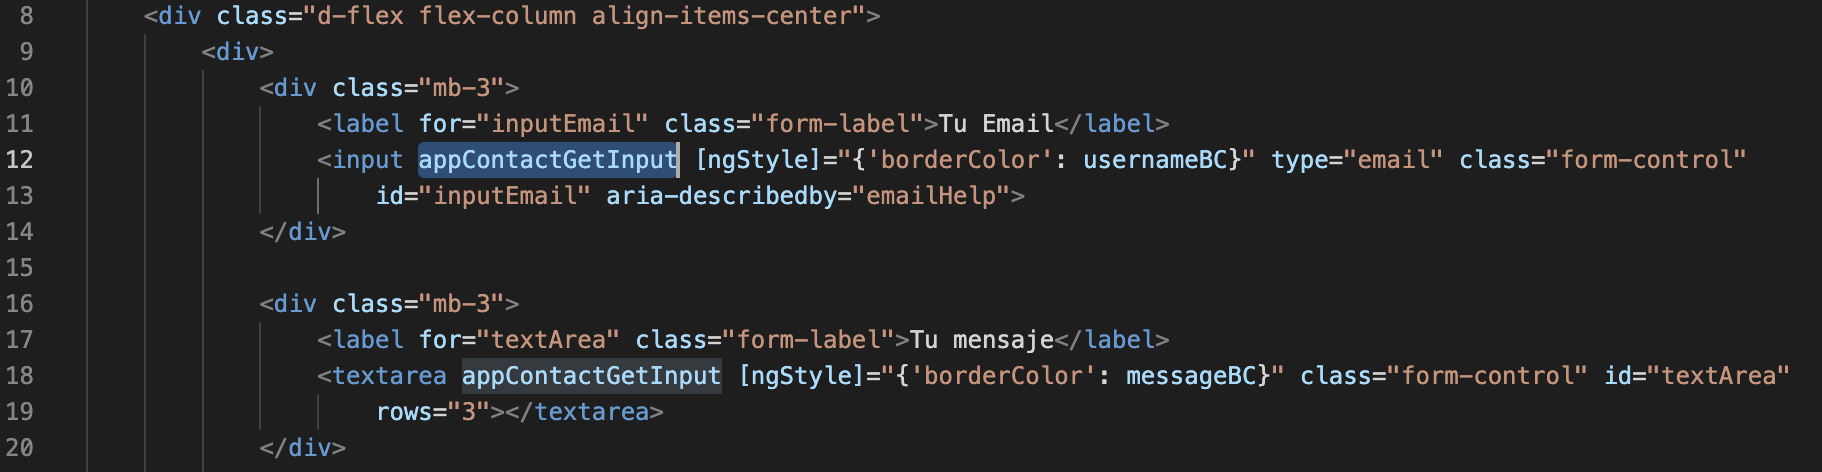 8 <div class="d-flex flex-column align-items-center">
9 <div>
10 <div class="mb-3">
11 <label for="inputEmail" class="form-label">Tu Email</label>
12 <input appContactGetInput [ngStyle]="{'borderColor': usernameBC}" type="email" class="form-control"
13 id="inputEmail" aria-describedby="emailHelp">
14 </div>
15
16 <div class="mb-3">
17 <label for="textArea" class="form-label">Tu mensaje</label>
18 <textarea appContactGetInput [ngStyle]="{'borderColor': messageBC}" class="form-control" id="textArea"
19 rows="3"></textarea>
20 </div>